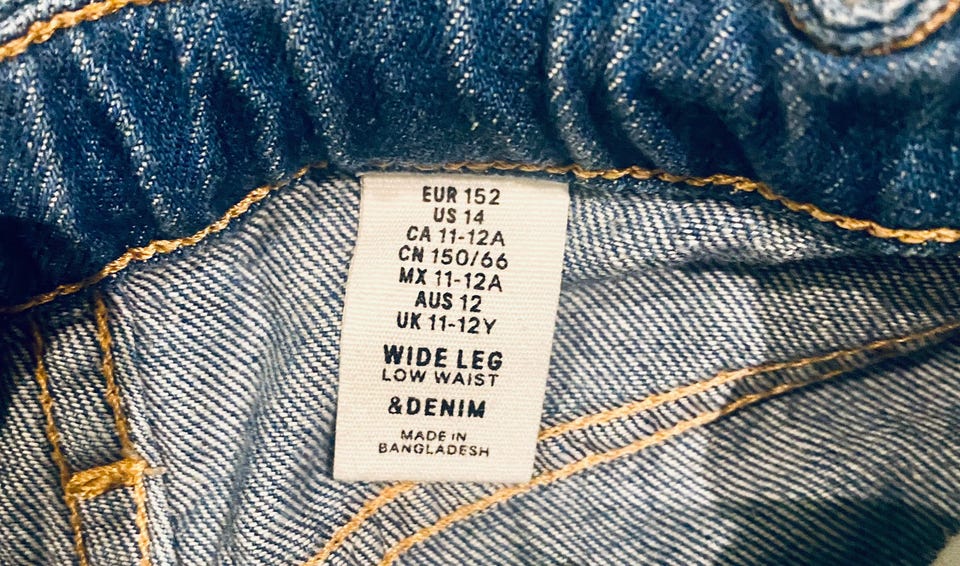 EUR 152
US 14
CA 11-12A
CN 150/66
MX 11-12A
AUS 12
UK 11-12Y
WIDE LEG
LOW WAIST
&DENIM
MADE IN
BANGLADESH